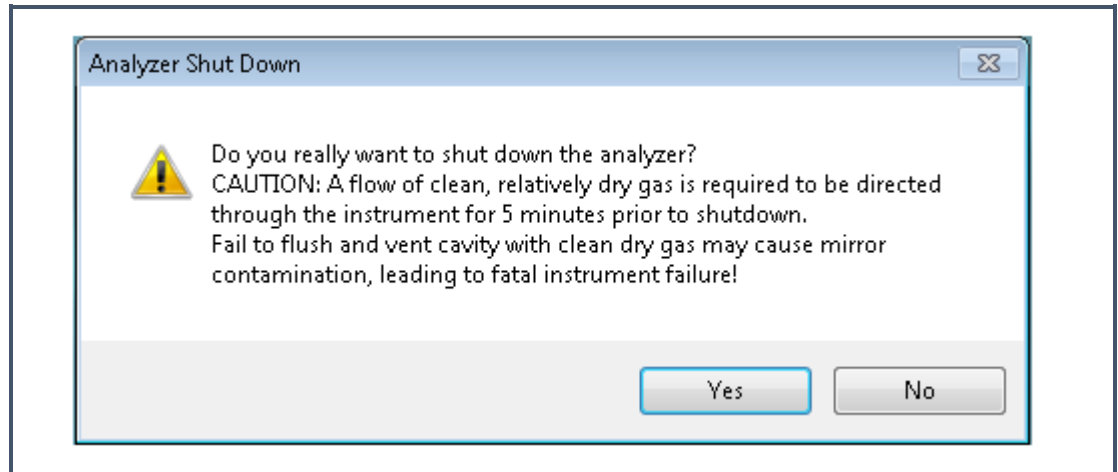 Analyzer Shut Down
Do you really want to shut down the analyzer?
CAUTION: A flow of clean, relatively dry gas is required to be directed
through the instrument for 5 minutes prior to shutdown.
Fail to flush and vent cavity with clean dry gas may cause mirror
contamination, leading to fatal instrument failure!
Yes
No